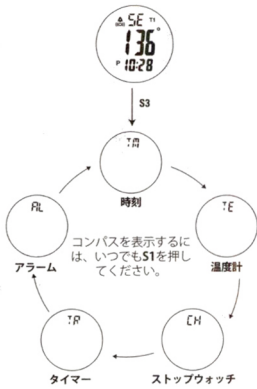 SE T1
136°
P 10:28
S3
TM
時刻
AL
TE
コンパスを表示するに
は、いつでもS1を押し
てください。
アラーム
温度計
TR
CH
タイマー
ストップウォッチ